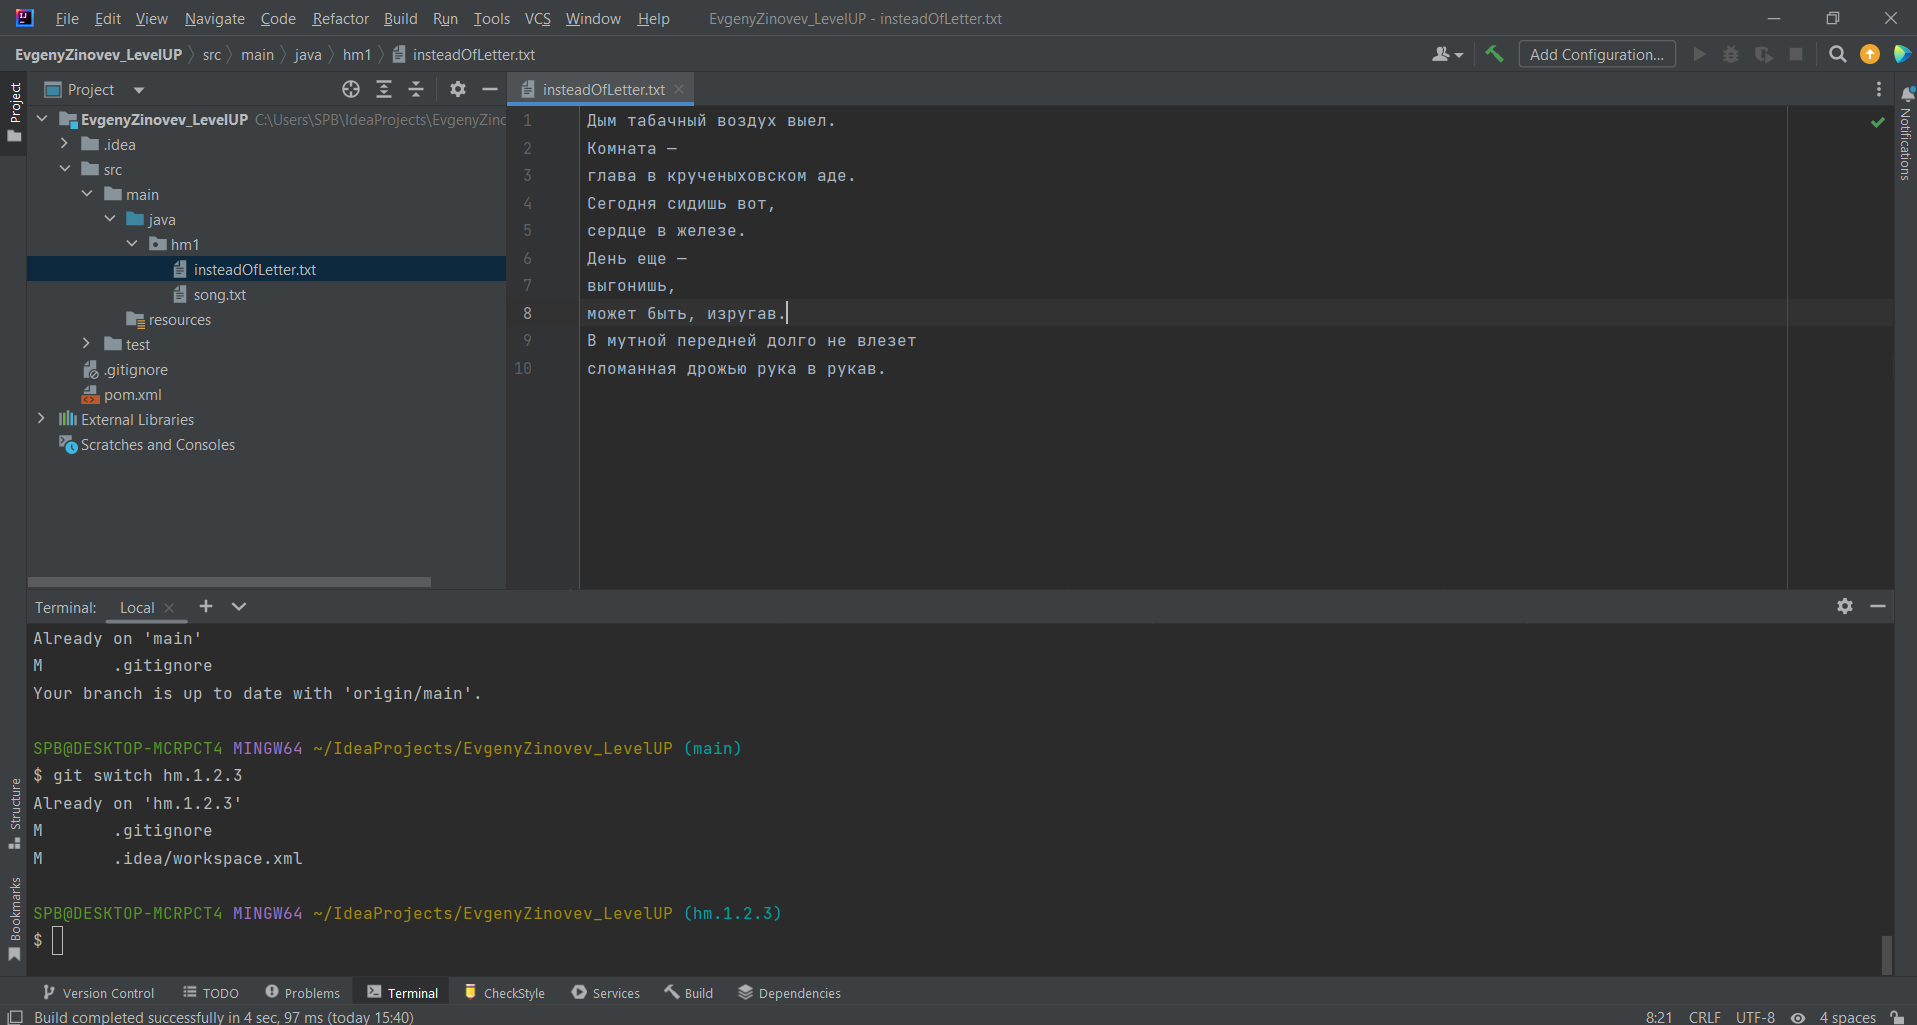 File Edit View Navigate Code Refactor Build Run Tools VCS Window Help EvgenyZinovev_LevelUP - insteadOfLetter.txt
EvgenyZinovev_LevelUP src main java hm1 insteadOfLetter.txt Add Configuration...
Project
Project
insteadOfLetter.txt
EvgenyZinovev_LevelUP C:\Users\SPB\IdeaProjects\EvgenyZino
.idea
src
main
java
hm1
insteadOfLetter.txt
song.txt
resources
test
.gitignore
pom.xml
External Libraries
Scratches and Consoles
1 Дым табачный воздух выел.
2 Комната —
3 глава в крученыховском аде.
4 Сегодня сидишь вот,
5 сердце в железе.
6 День еще —
7 выгонишь,
8 может быть, изругав.
9 В мутной передней долго не влезет
10 сломанная дрожью рука в рукав.
Notifications
Terminal: Local
Already on 'main'
M .gitignore
Your branch is up to date with 'origin/main'.
SPB@DESKTOP-MCRPCT4 MINGW64 ~/IdeaProjects/EvgenyZinovev_LevelUP (main)
$ git switch hm.1.2.3
Already on 'hm.1.2.3'
M .gitignore
M .idea/workspace.xml
SPB@DESKTOP-MCRPCT4 MINGW64 ~/IdeaProjects/EvgenyZinovev_LevelUP (hm.1.2.3)
$
Structure
Bookmarks
Version Control TODO Problems Terminal CheckStyle Services Build Dependencies
Build completed successfully in 4 sec, 97 ms (today 15:40) 8:21 CRLF UTF-8 4 spaces